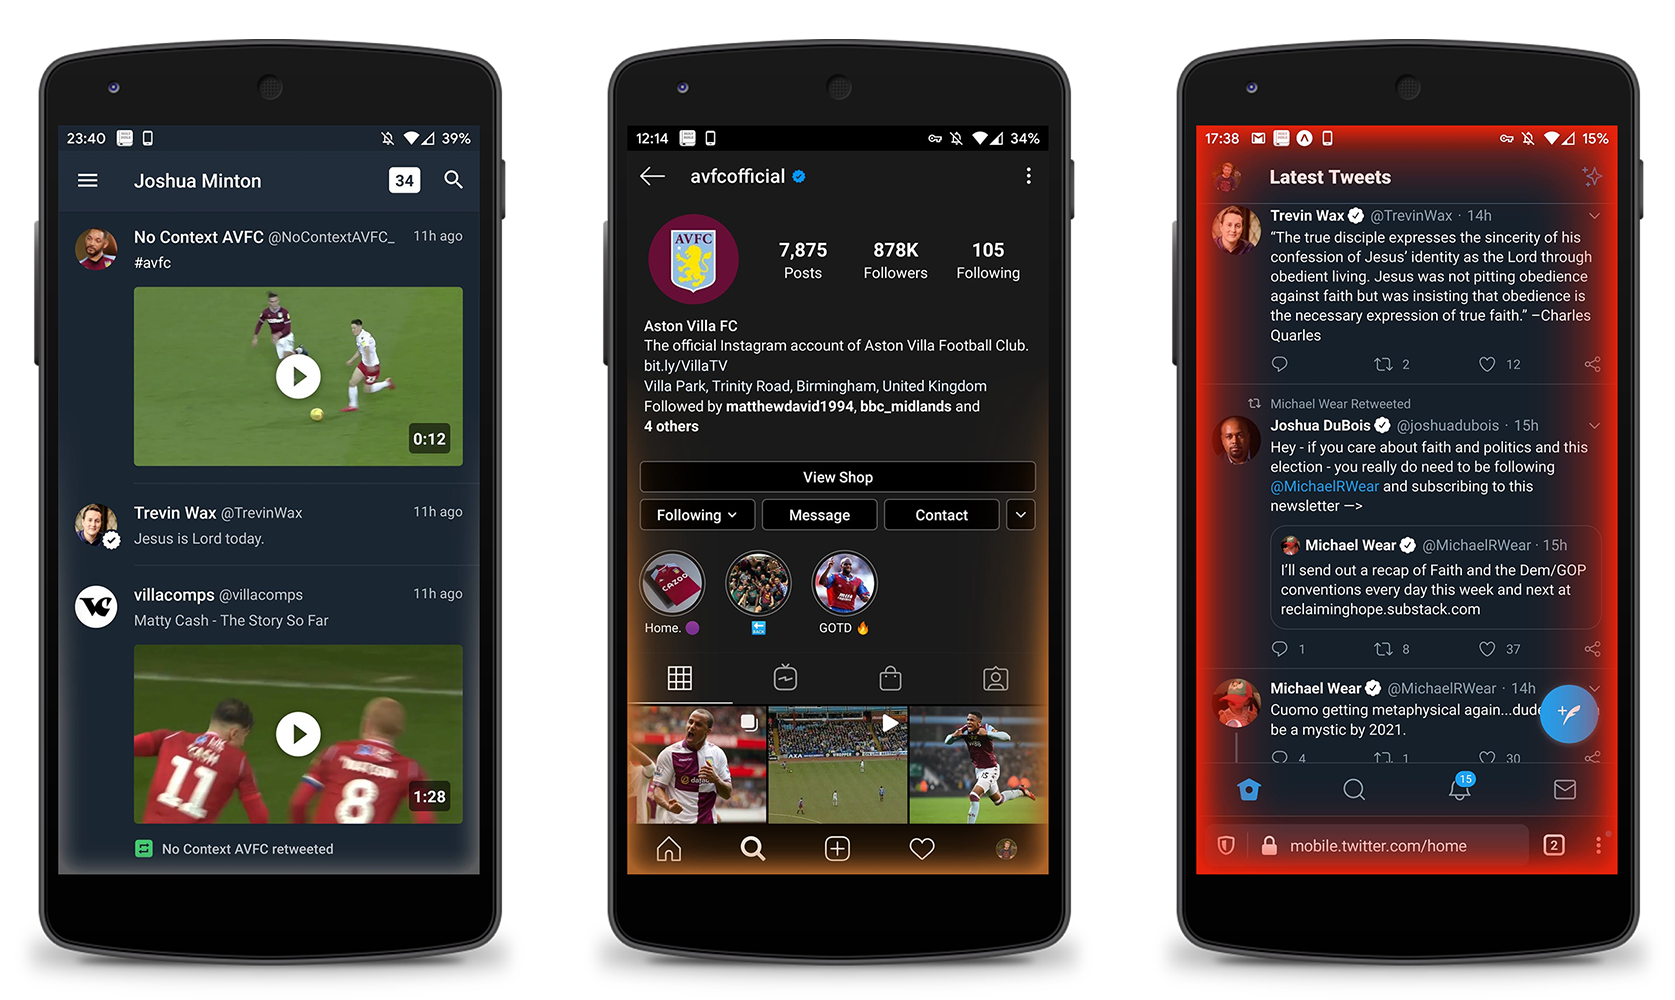 23:40
39%
Joshua Minton
34
No Context AVFC @NoContextAVFC_ 11h ago
#avfc
0:12
Trevin Wax @TrevinWax 11h ago
Jesus is Lord today.
VC
villacomps @villacomps 11h ago
Matty Cash - The Story So Far
11
8
1:28
No Context AVFC retweeted
12:14
34%
avfcofficial
AVFC
7,875
878K
105
Posts
Followers
Following
Aston Villa FC
The official Instagram account of Aston Villa Football Club.
bit.ly/VillaTV
Villa Park, Trinity Road, Birmingham, United Kingdom
Followed by matthewdavid1994, bbc_midlands and
4 others
View Shop
Following
Message
Contact
CAZOO
Home.
BACK
GOTD
17:38
15%
Latest Tweets
Trevin Wax @TrevinWax · 14h
“The true disciple expresses the sincerity of his
confession of Jesus’ identity as the Lord through
obedient living. Jesus was not pitting obedience
against faith but was insisting that obedience is
the necessary expression of true faith.” –Charles
Quarles
2
12
Michael Wear Retweeted
Joshua DuBois @joshuadubois · 15h
Hey - if you care about faith and politics and this
election - you really do need to be following
@MichaelRWear and subscribing to this
newsletter —>
Michael Wear @MichaelRWear · 15h
I’ll send out a recap of Faith and the Dem/GOP
conventions every day this week and next at
reclaiminghope.substack.com
1
8
37
Michael Wear @MichaelRWear · 14h
Cuomo getting metaphysical again...dude
be a mystic by 2021.
4
1
30
15
mobile.twitter.com/home
2